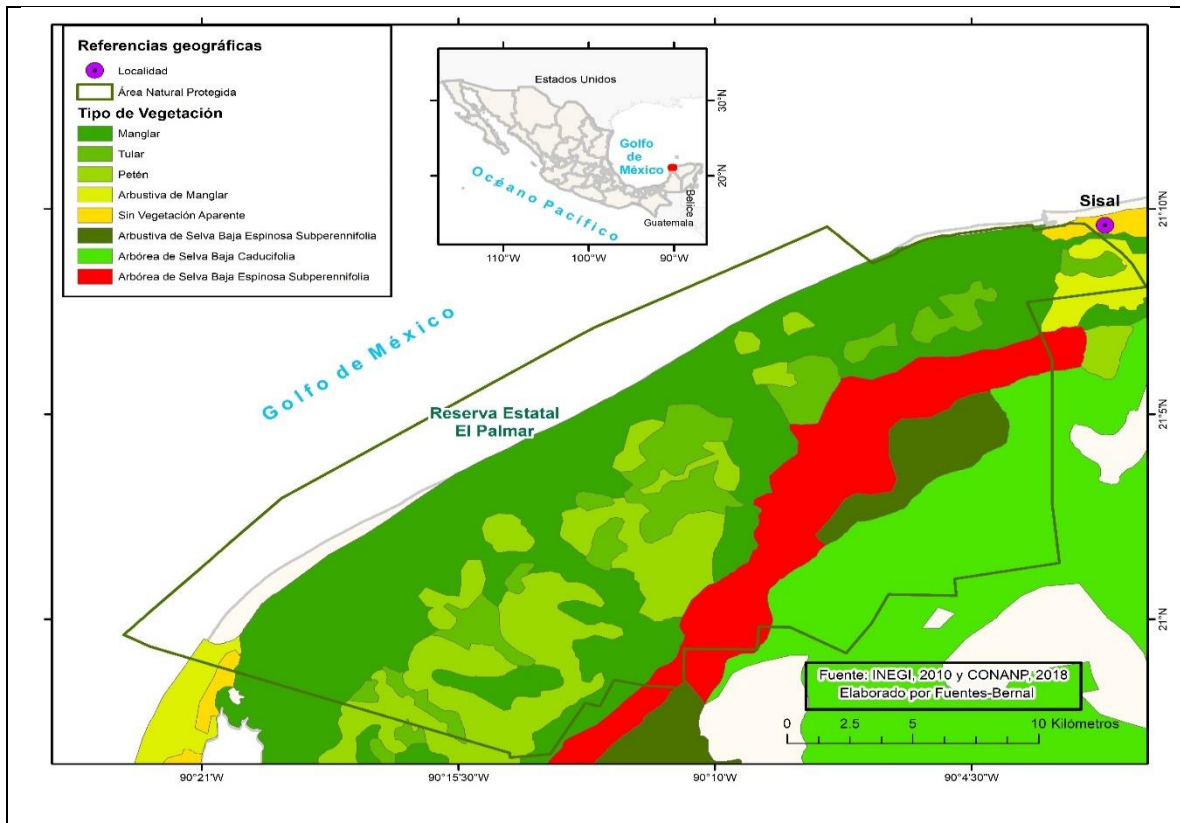 Referencias geográficas
Localidad
Área Natural Protegida
Tipo de Vegetación
Manglar
Tular
Petén
Arbustiva de Manglar
Sin Vegetación Aparente
Arbustiva de Selva Baja Espinosa Subperennifolia
Arbórea de Selva Baja Caducifolia
Arbórea de Selva Baja Espinosa Subperennifolia
Estados Unidos
Golfo
de
México
Océano Pacífico
Belice
Guatemala
30°N
20°N
110°W
100°W
90°W
Sisal
Golfo de México
Reserva Estatal
El Palmar
21°10'N
21°5'N
21°N
Fuente: INEGI, 2010 y CONANP, 2018
Elaborado por Fuentes-Bernal
0 2.5 5 10 Kilómetros
90°21'W
90°15'30"W
90°10'W
90°4'30"W